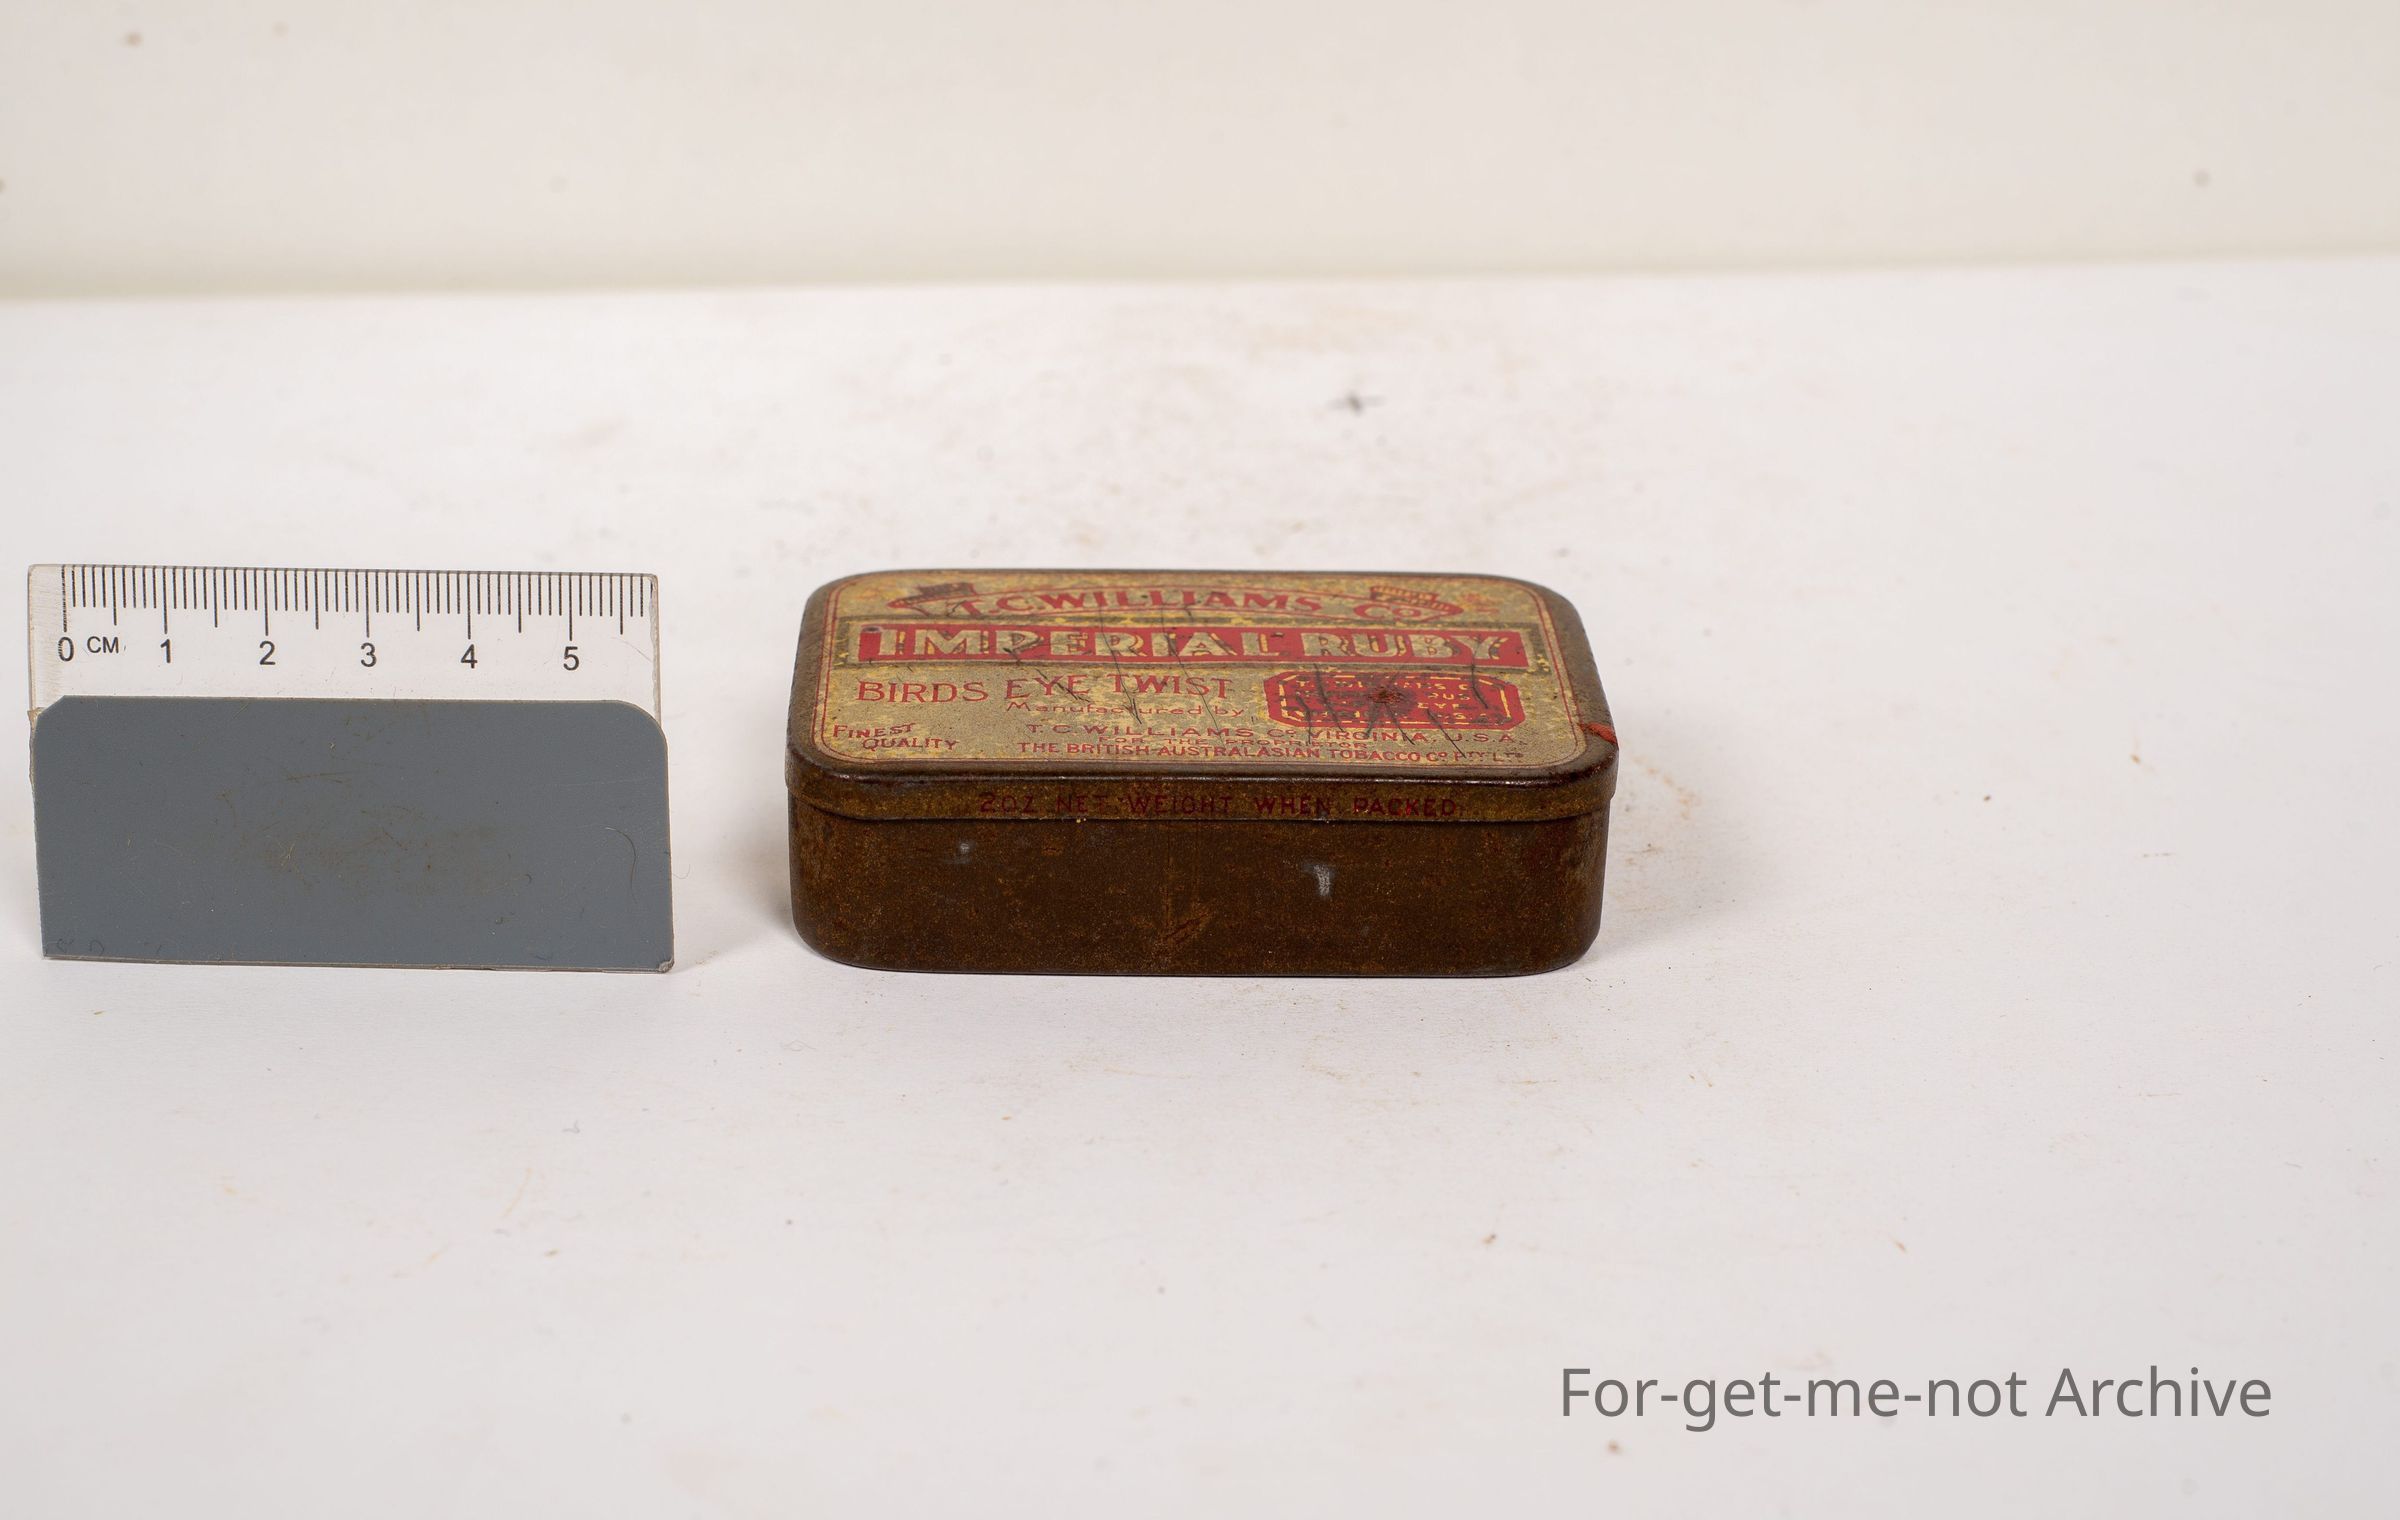 0 CM 1 2 3 4 5
T.C. WILLIAMS Co.
IMPERIAL RUBY
BIRDS EYE TWIST
Manufactured by
FINEST
QUALITY
T. C. WILLIAMS Co. VIRGINIA, U.S.A.
FOR THE PROPRIETOR
THE BRITISH-AUSTRALASIAN TOBACCO Co. PTY. LTD.
2 OZ NET WEIGHT WHEN PACKED.
For-get-me-not Archive